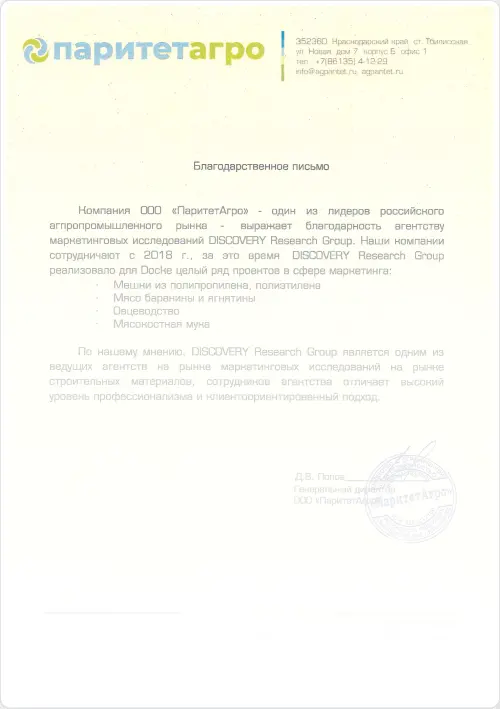 паритетагро
352360 Краснодарский край ст. Тбилисская
ул Новая дом 7 корпус Б офис 1
тел +7(86135) 4-12-29
info@agparitet.ru, agparitet.ru
Благодарственное письмо
Компания ООО «ПаритетАгро» - один из лидеров российского
агропромышленного рынка - выражает благодарность агентству
маркетинговых исследований DISCOVERY Research Group. Наши компании
сотрудничают с 2018 г., за это время DISCOVERY Research Group
реализовало для Docke целый ряд проектов в сфере маркетинга:
· Мешки из полипропилена, полиэтилена
· Мясо баранины и ягнятины
· Овцеводство
· Мясокостная мука
По нашему мнению, DISCOVERY Research Group является одним из
ведущих агентств на рынке маркетинговых исследований на рынке
строительных материалов, сотрудников агентства отличает высокий
уровень профессионализма и клиентоориентированный подход.
Д.В. Попов
Генеральный директор
ООО «ПаритетАгро»
ПаритетАгро